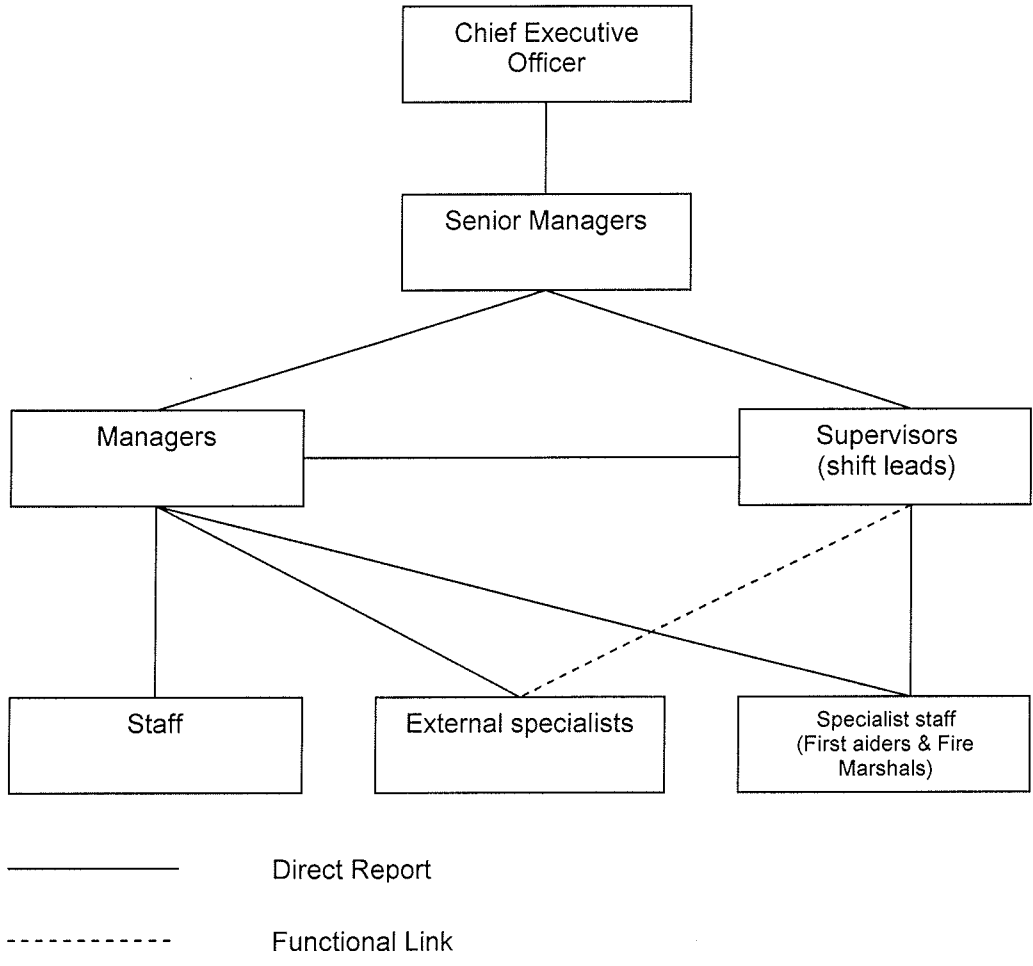 Chief Executive
Officer
Senior Managers
Managers
Supervisors
(shift leads)
Staff
External specialists
Specialist staff
(First aiders & Fire
Marshals)
Direct Report
Functional Link